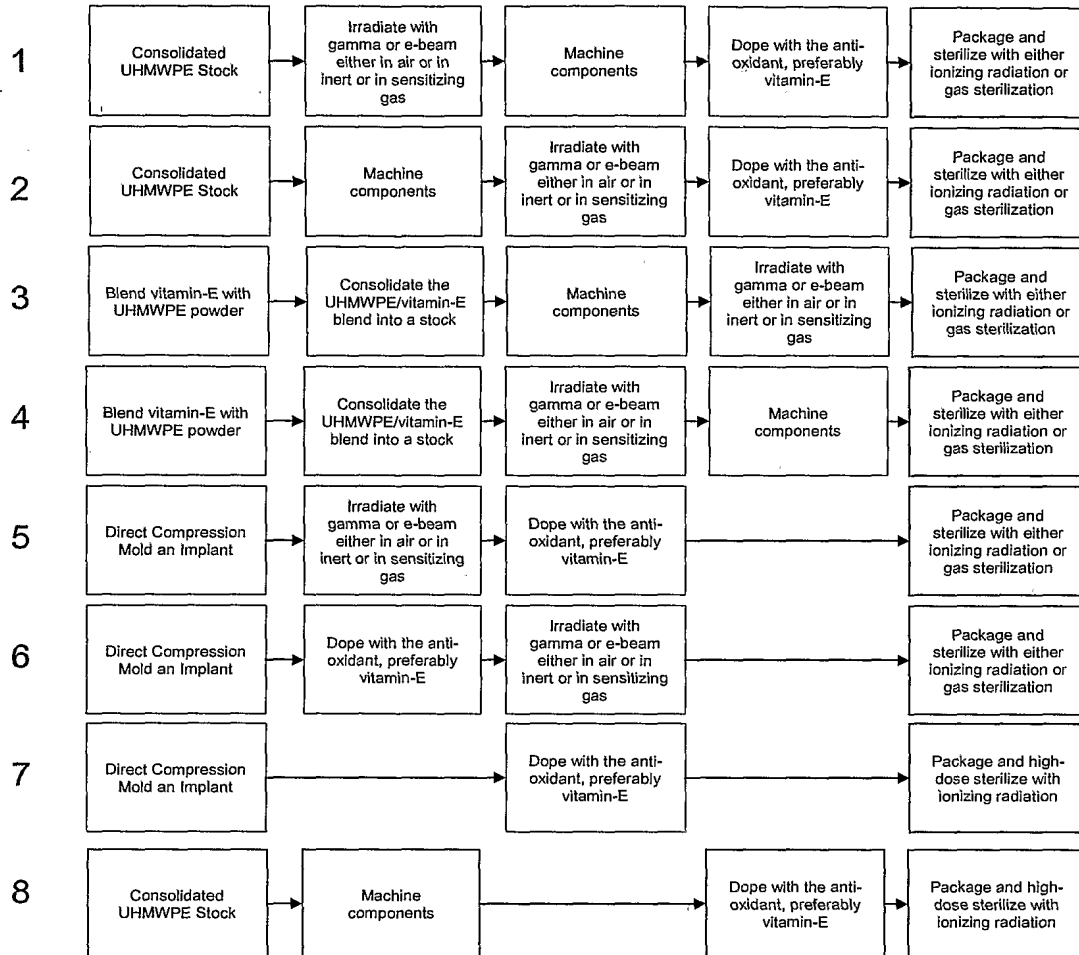 1
Consolidated
UHMWPE Stock
Irradiate with
gamma or e-beam
either in air or in
inert or in sensitizing
gas
Machine
components
Dope with the anti-
oxidant, preferably
vitamin-E
Package and
sterilize with either
ionizing radiation or
gas sterilization
2
Consolidated
UHMWPE Stock
Machine
components
Irradiate with
gamma or e-beam
either in air or in
inert or in sensitizing
gas
Dope with the anti-
oxidant, preferably
vitamin-E
Package and
sterilize with either
ionizing radiation or
gas sterilization
3
Blend vitamin-E with
UHMWPE powder
Consolidate the
UHMWPE/vitamin-E
blend into a stock
Machine
components
Irradiate with
gamma or e-beam
either in air or in
inert or in sensitizing
gas
Package and
sterilize with either
ionizing radiation or
gas sterilization
4
Blend vitamin-E with
UHMWPE powder
Consolidate the
UHMWPE/vitamin-E
blend into a stock
Irradiate with
gamma or e-beam
either in air or in
inert or in sensitizing
gas
Machine
components
Package and
sterilize with either
ionizing radiation or
gas sterilization
5
Direct Compression
Mold an Implant
Irradiate with
gamma or e-beam
either in air or in
inert or in sensitizing
gas
Dope with the anti-
oxidant, preferably
vitamin-E
Package and
sterilize with either
ionizing radiation or
gas sterilization
6
Direct Compression
Mold an Implant
Dope with the anti-
oxidant, preferably
vitamin-E
Irradiate with
gamma or e-beam
either in air or in
inert or in sensitizing
gas
Package and
sterilize with either
ionizing radiation or
gas sterilization
7
Direct Compression
Mold an Implant
Dope with the anti-
oxidant, preferably
vitamin-E
Package and high-
dose sterilize with
ionizing radiation
8
Consolidated
UHMWPE Stock
Machine
components
Dope with the anti-
oxidant, preferably
vitamin-E
Package and high-
dose sterilize with
ionizing radiation